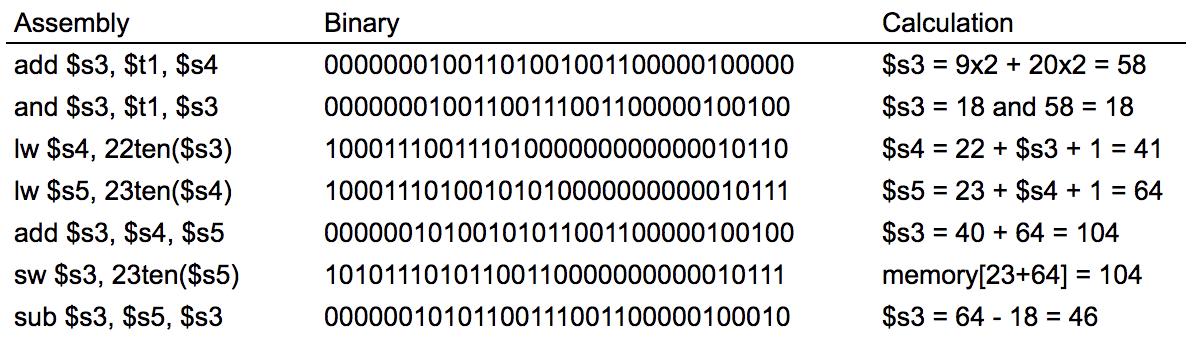 Assembly Binary Calculation
add $s3, $t1, $s4 00000001001101001001100000100000 $s3 = 9x2 + 20x2 = 58
and $s3, $t1, $s3 00000001001100111001100000100100 $s3 = 18 and 58 = 18
lw $s4, 22ten($s3) 10001110011101000000000000010110 $s4 = 22 + $s3 + 1 = 41
lw $s5, 23ten($s4) 10001110100101010000000000010111 $s5 = 23 + $s4 + 1 = 64
add $s3, $s4, $s5 00000010100101011001100000100100 $s3 = 40 + 64 = 104
sw $s3, 23ten($s5) 10101110101100110000000000010111 memory[23+64] = 104
sub $s3, $s5, $s3 00000010101100111001100000100010 $s3 = 64 - 18 = 46